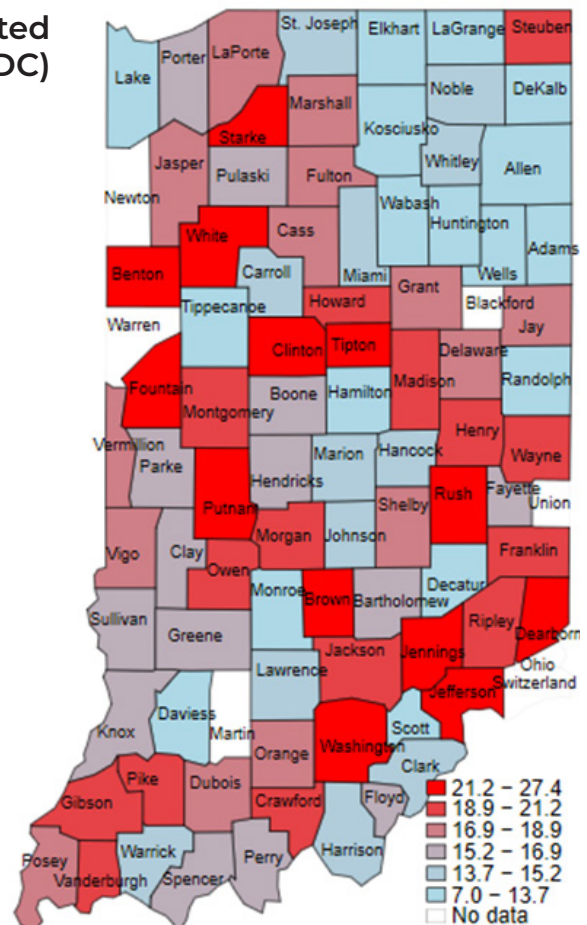 ted
DC)
St. Joseph
Elkhart
LaGrange
Steuben
LaPorte
Porter
Lake
Noble
DeKalb
Marshall
Kosciusko
Starke
Whitley
Allen
Jasper
Pulaski
Fulton
Newton
Wabash
Huntington
White
Cass
Adams
Benton
Carroll
Miami
Wells
Grant
Howard
Blackford
Tippecanoe
Warren
Jay
Clinton
Tipton
Delaware
Madison
Randolph
Fountain
Boone
Hamilton
Montgomery
Henry
Vermillion
Marion
Hancock
Wayne
Parke
Hendricks
Rush
Fayette
Putnam
Shelby
Union
Morgan
Johnson
Vigo
Clay
Franklin
Owen
Monroe
Decatur
Brown
Bartholomew
Sullivan
Ripley
Dearborn
Greene
Jackson
Jennings
Ohio
Lawrence
Switzerland
Jefferson
Daviess
Martin
Scott
Knox
Washington
Orange
Clark
Pike
Dubois
Gibson
Crawford
Floyd
Posey
Warrick
Perry
Harrison
Vanderburgh
Spencer
21.2 – 27.4
18.9 – 21.2
16.9 – 18.9
15.2 – 16.9
13.7 – 15.2
7.0 – 13.7
No data